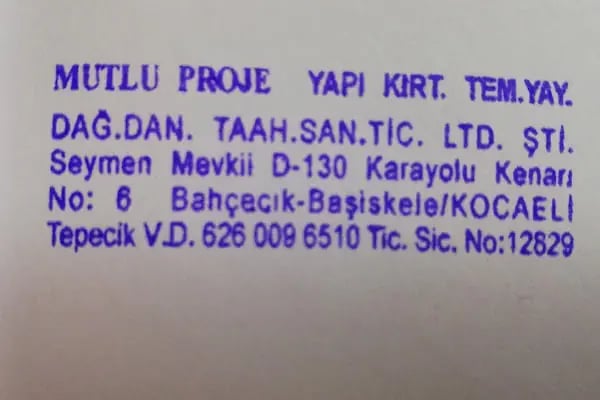 MUTLU PROJE YAPI KIRT. TEM.YAY.
DAĞ.DAN. TAAH.SAN.TİC. LTD. ŞTİ.
Seymen Mevkii D-130 Karayolu Kenarı
No: 6 Bahçecık-Başiskele/KOCAELİ
Tepecik V.D. 626 009 6510 Tic. Sic. No:12829